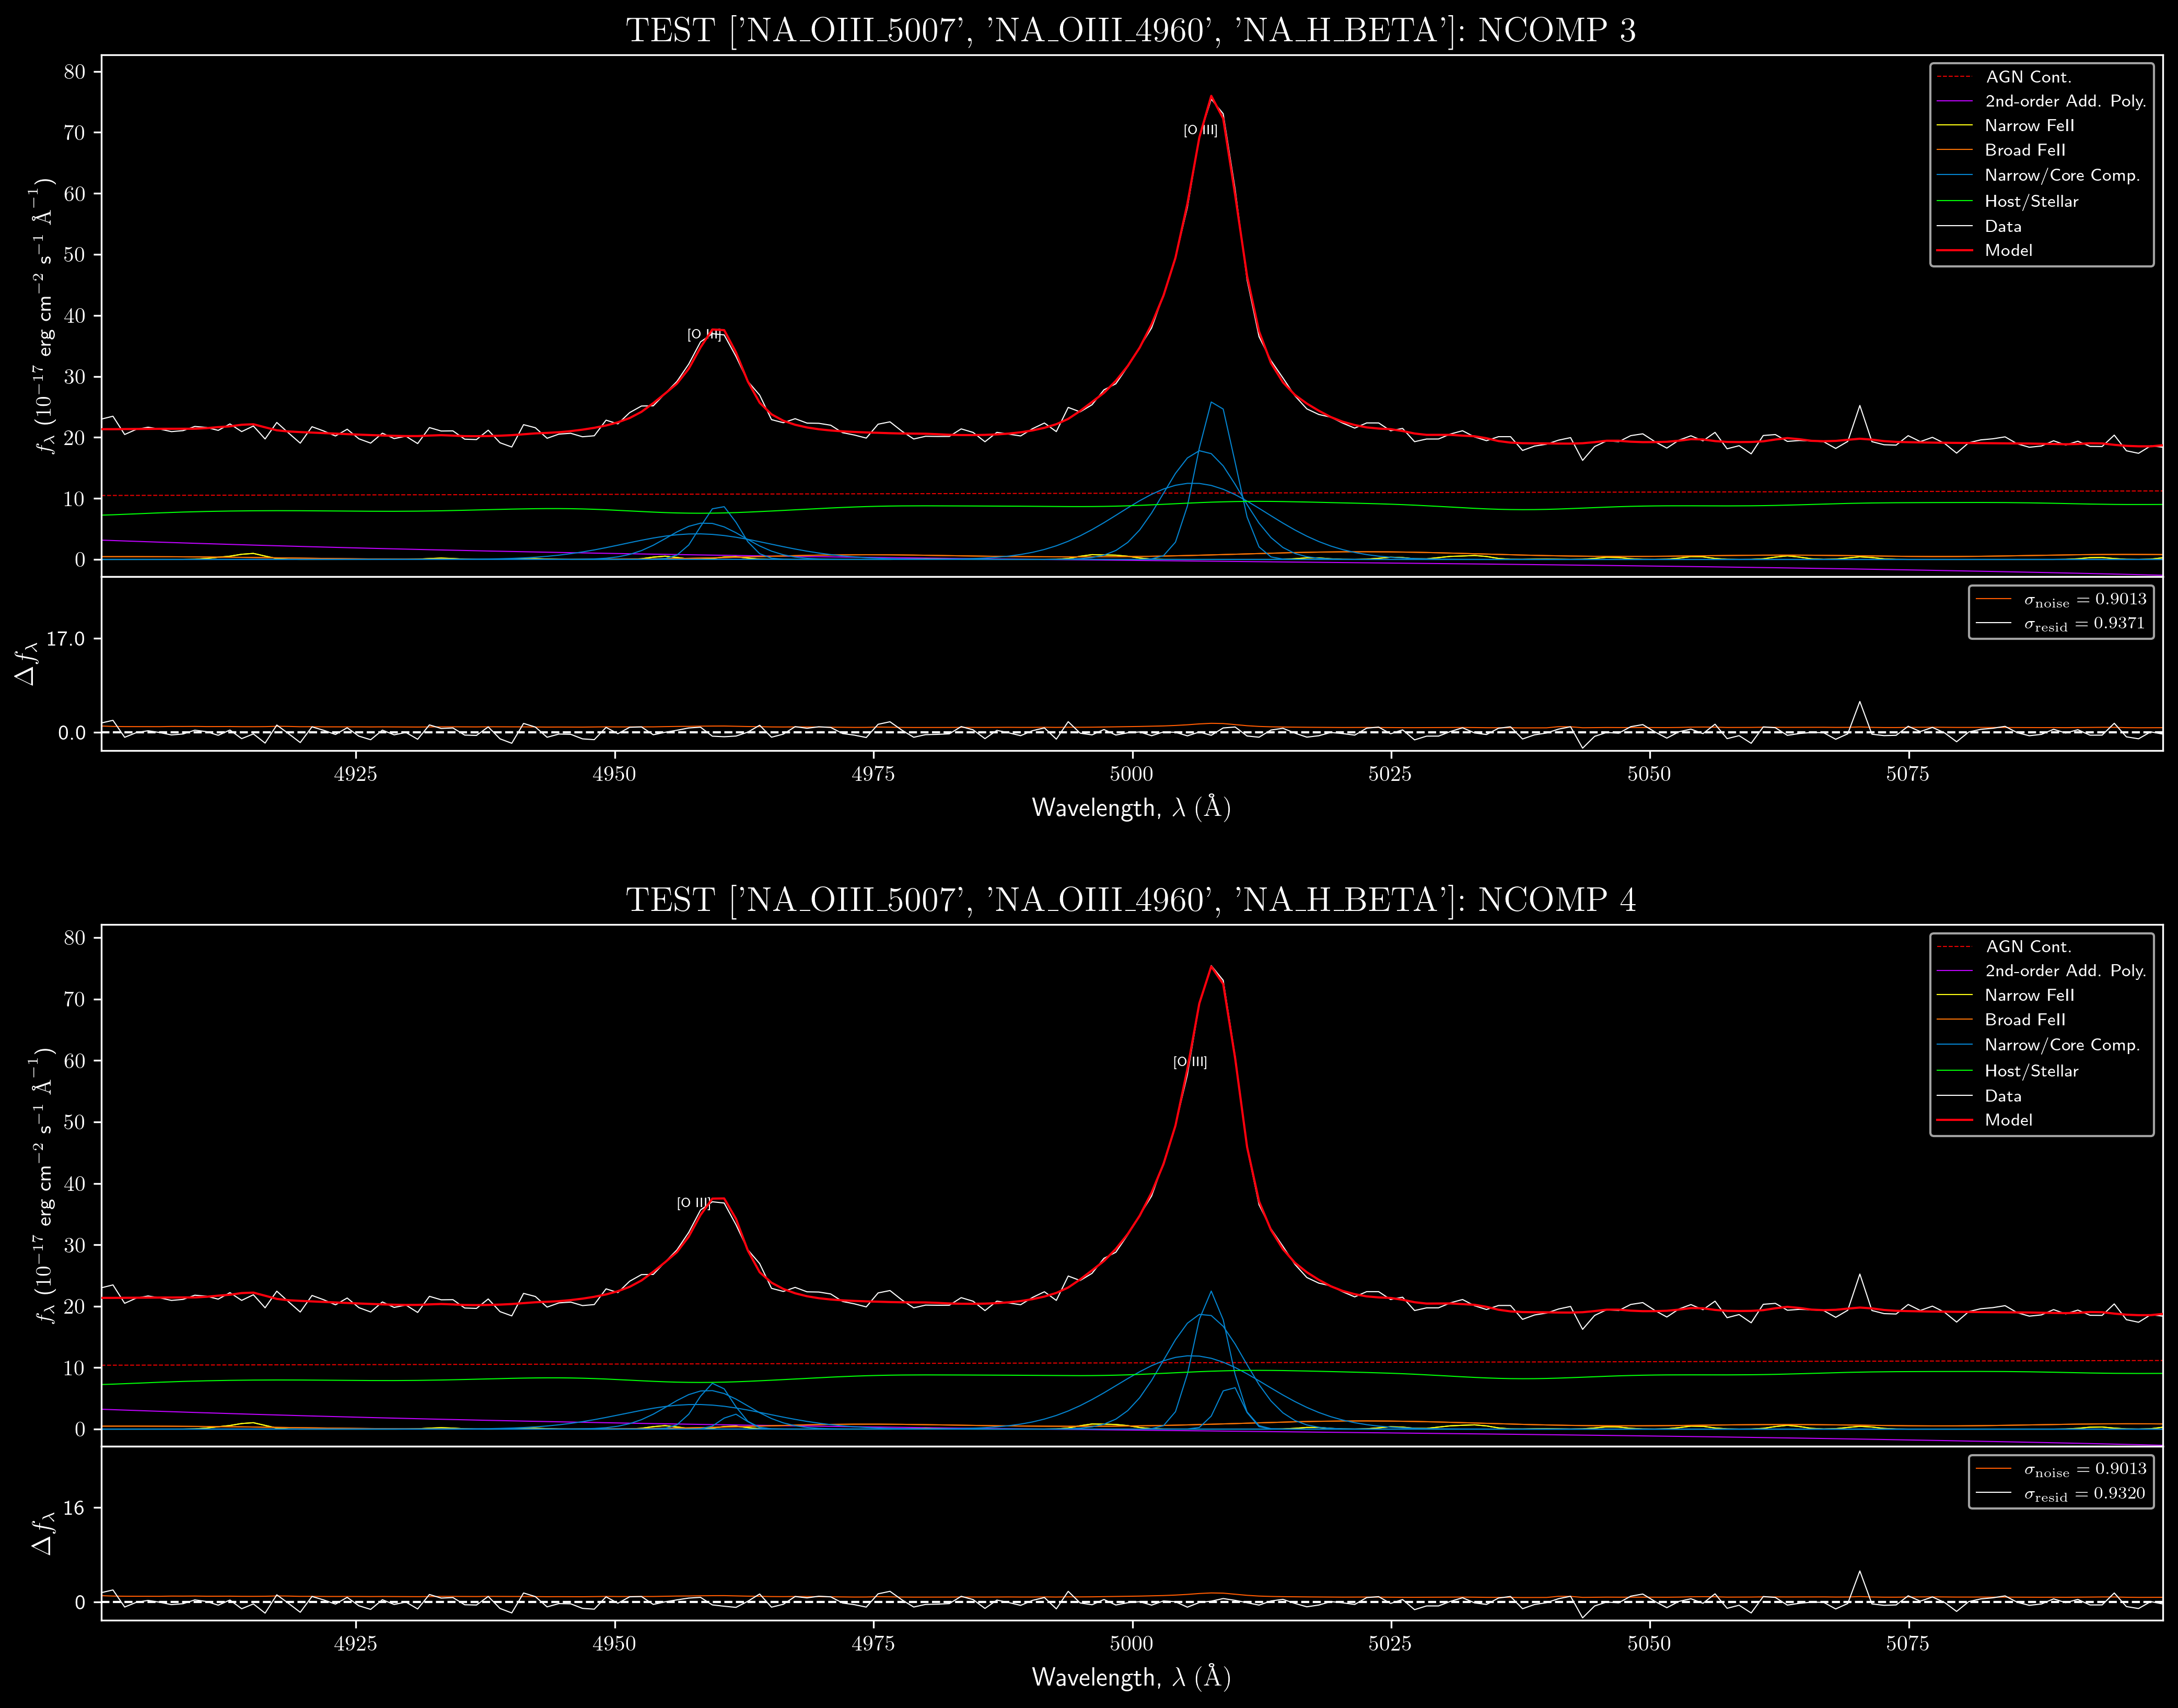 TEST ['NA_OIII_5007', 'NA_OIII_4960', 'NA_H_BETA']: NCOMP 3
80
70
60
50
40
30
20
10
0
f_λ (10⁻¹⁷ erg cm⁻² s⁻¹ Å⁻¹)
[O III]
[O III]
AGN Cont.
2nd-order Add. Poly.
Narrow FeII
Broad FeII
Narrow/Core Comp.
Host/Stellar
Data
Model
17.0
0.0
Δf_λ
σ_noise = 0.9013
σ_resid = 0.9371
4925 4950 4975 5000 5025 5050 5075
Wavelength, λ (Å)
TEST ['NA_OIII_5007', 'NA_OIII_4960', 'NA_H_BETA']: NCOMP 4
80
70
60
50
40
30
20
10
0
f_λ (10⁻¹⁷ erg cm⁻² s⁻¹ Å⁻¹)
[O III]
[O III]
AGN Cont.
2nd-order Add. Poly.
Narrow FeII
Broad FeII
Narrow/Core Comp.
Host/Stellar
Data
Model
16
0
Δf_λ
σ_noise = 0.9013
σ_resid = 0.9320
4925 4950 4975 5000 5025 5050 5075
Wavelength, λ (Å)